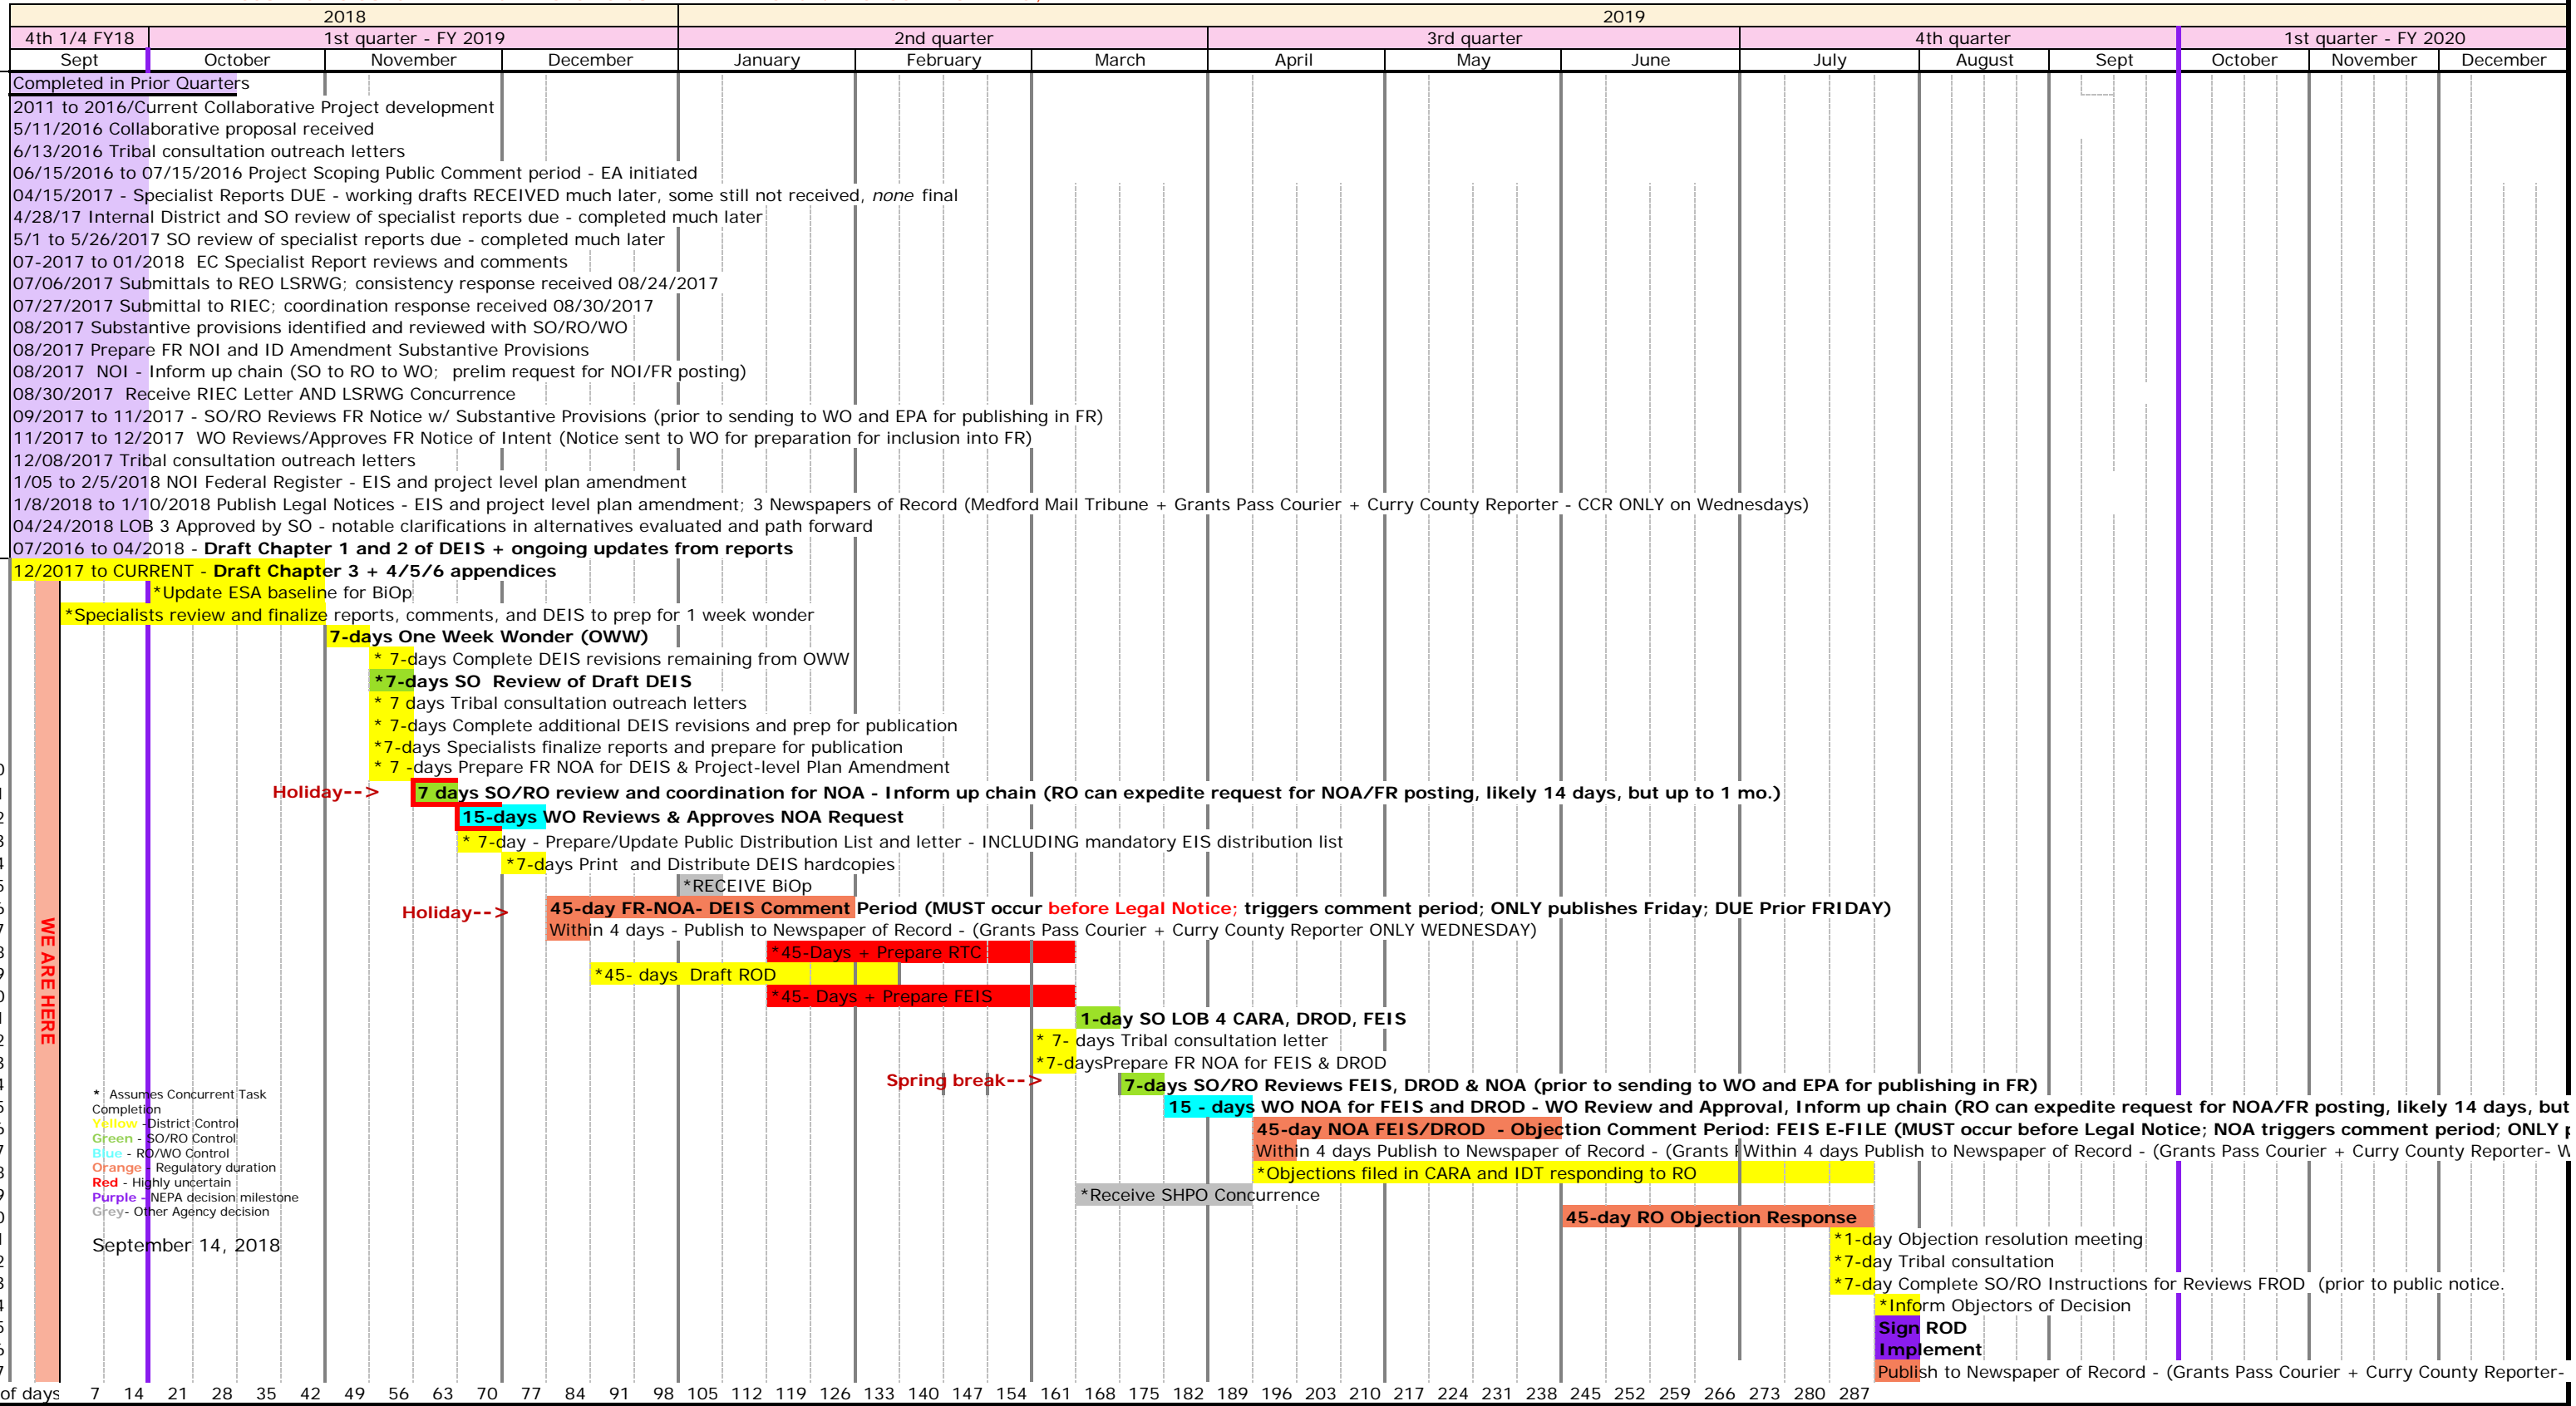 2018 2019
4th 1/4 FY18 1st quarter - FY 2019 2nd quarter 3rd quarter 4th quarter 1st quarter - FY 2020
Sept October November December January February March April May June July August Sept October November December
Completed in Prior Quarters
2011 to 2016/Current Collaborative Project development
5/11/2016 Collaborative proposal received
6/13/2016 Tribal consultation outreach letters
06/15/2016 to 07/15/2016 Project Scoping Public Comment period - EA initiated
04/15/2017 - Specialist Reports DUE - working drafts RECEIVED much later, some still not received, none final
4/28/17 Internal District and SO review of specialist reports due - completed much later
5/1 to 5/26/2017 SO review of specialist reports due - completed much later
07-2017 to 01/2018 EC Specialist Report reviews and comments
07/06/2017 Submittals to REO LSRWG; consistency response received 08/24/2017
07/27/2017 Submittal to RIEC; coordination response received 08/30/2017
08/2017 Substantive provisions identified and reviewed with SO/RO/WO
08/2017 Prepare FR NOI and ID Amendment Substantive Provisions
08/2017 NOI - Inform up chain (SO to RO to WO; prelim request for NOI/FR posting)
08/30/2017 Receive RIEC Letter AND LSRWG Concurrence
09/2017 to 11/2017 - SO/RO Reviews FR Notice w/ Substantive Provisions (prior to sending to WO and EPA for publishing in FR)
11/2017 to 12/2017 WO Reviews/Approves FR Notice of Intent (Notice sent to WO for preparation for inclusion into FR)
12/08/2017 Tribal consultation outreach letters
1/05 to 2/5/2018 NOI Federal Register - EIS and project level plan amendment
1/8/2018 to 1/10/2018 Publish Legal Notices - EIS and project level plan amendment; 3 Newspapers of Record (Medford Mail Tribune + Grants Pass Courier + Curry County Reporter - CCR ONLY on Wednesdays)
04/24/2018 LOB 3 Approved by SO - notable clarifications in alternatives evaluated and path forward
07/2016 to 04/2018 - Draft Chapter 1 and 2 of DEIS + ongoing updates from reports
12/2017 to CURRENT - Draft Chapter 3 + 4/5/6 appendices
*Update ESA baseline for BiOp
*Specialists review and finalize reports, comments, and DEIS to prep for 1 week wonder
7-days One Week Wonder (OWW)
* 7-days Complete DEIS revisions remaining from OWW
*7-days SO Review of Draft DEIS
* 7 days Tribal consultation outreach letters
* 7-days Complete additional DEIS revisions and prep for publication
*7-days Specialists finalize reports and prepare for publication
* 7 -days Prepare FR NOA for DEIS & Project-level Plan Amendment
Holiday--> 7 days SO/RO review and coordination for NOA - Inform up chain (RO can expedite request for NOA/FR posting, likely 14 days, but up to 1 mo.)
15-days WO Reviews & Approves NOA Request
* 7-day - Prepare/Update Public Distribution List and letter - INCLUDING mandatory EIS distribution list
*7-days Print and Distribute DEIS hardcopies
*RECEIVE BiOp
Holiday--> 45-day FR-NOA- DEIS Comment Period (MUST occur before Legal Notice; triggers comment period; ONLY publishes Friday; DUE Prior FRIDAY)
Within 4 days - Publish to Newspaper of Record - (Grants Pass Courier + Curry County Reporter ONLY WEDNESDAY)
WE ARE HERE
*45-Days + Prepare RTC
*45- days Draft ROD
*45- Days + Prepare FEIS
1-day SO LOB 4 CARA, DROD, FEIS
* 7- days Tribal consultation letter
*7-daysPrepare FR NOA for FEIS & DROD
Spring break--> 7-days SO/RO Reviews FEIS, DROD & NOA (prior to sending to WO and EPA for publishing in FR)
15 - days WO NOA for FEIS and DROD - WO Review and Approval, Inform up chain (RO can expedite request for NOA/FR posting, likely 14 days, but
45-day NOA FEIS/DROD - Objection Comment Period: FEIS E-FILE (MUST occur before Legal Notice; NOA triggers comment period; ONLY
Within 4 days Publish to Newspaper of Record - (Grants Within 4 days Publish to Newspaper of Record - (Grants Pass Courier + Curry County Reporter- W
*Objections filed in CARA and IDT responding to RO
*Receive SHPO Concurrence
45-day RO Objection Response
*1-day Objection resolution meeting
*7-day Tribal consultation
*7-day Complete SO/RO Instructions for Reviews FROD (prior to public notice.
*Inform Objectors of Decision
Sign ROD
Implement
Publish to Newspaper of Record - (Grants Pass Courier + Curry County Reporter-
* Assumes Concurrent Task
Completion
Yellow -District Control
Green - SO/RO Control
Blue - RO/WO Control
Orange - Regulatory duration
Red - Highly uncertain
Purple - NEPA decision milestone
Grey- Other Agency decision
September 14, 2018
of days 7 14 21 28 35 42 49 56 63 70 77 84 91 98 105 112 119 126 133 140 147 154 161 168 175 182 189 196 203 210 217 224 231 238 245 252 259 266 273 280 287